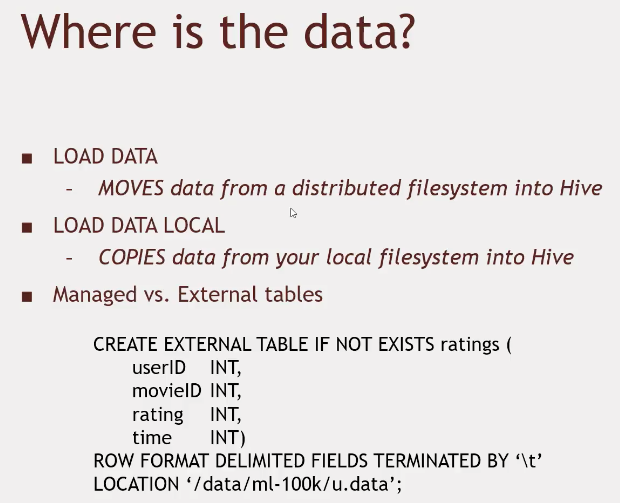 Where is the data?
■ LOAD DATA
– MOVES data from a distributed filesystem into Hive
■ LOAD DATA LOCAL
– COPIES data from your local filesystem into Hive
■ Managed vs. External tables
CREATE EXTERNAL TABLE IF NOT EXISTS ratings (
userID INT,
movieID INT,
rating INT,
time INT)
ROW FORMAT DELIMITED FIELDS TERMINATED BY ‘\t’
LOCATION ‘/data/ml-100k/u.data’;